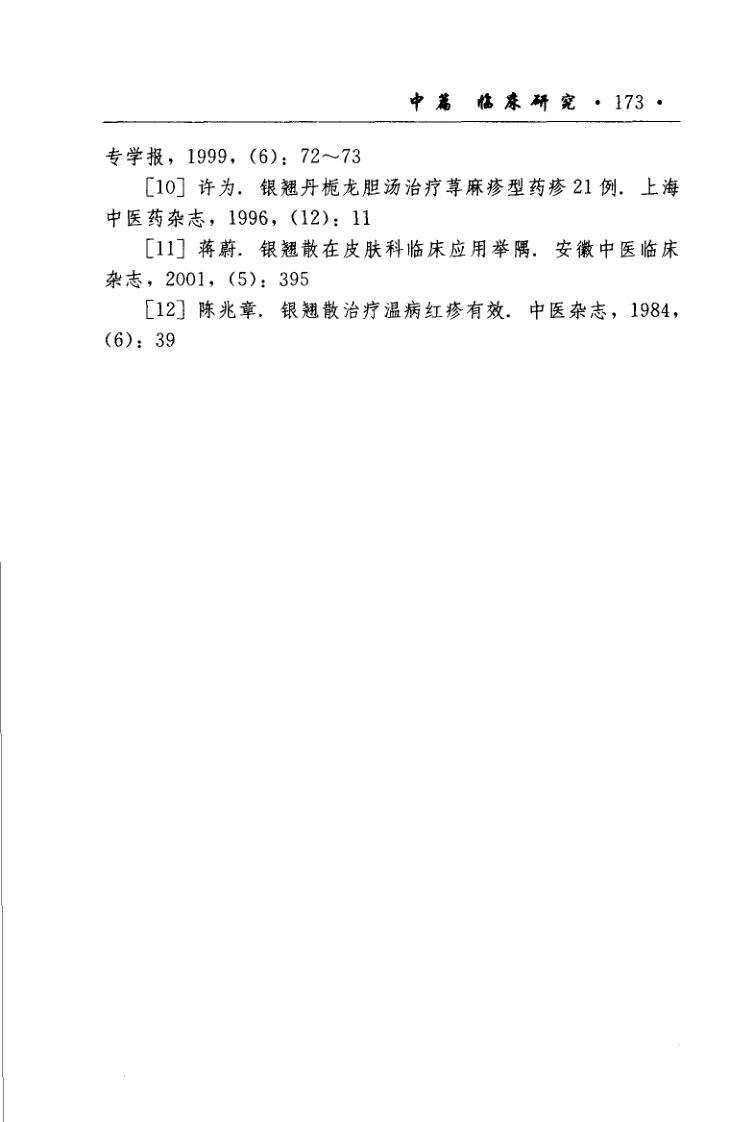 中篇 临床研究 · 173 ·
专学报，1999，(6)：72～73
[10] 许为．银翘丹栀龙胆汤治疗荨麻疹型药疹 21 例．上海
中医药杂志，1996，(12)：11
[11] 蒋蔚．银翘散在皮肤科临床应用举隅．安徽中医临床
杂志，2001，(5)：395
[12] 陈兆章．银翘散治疗温病红疹有效．中医杂志，1984，
(6)：39